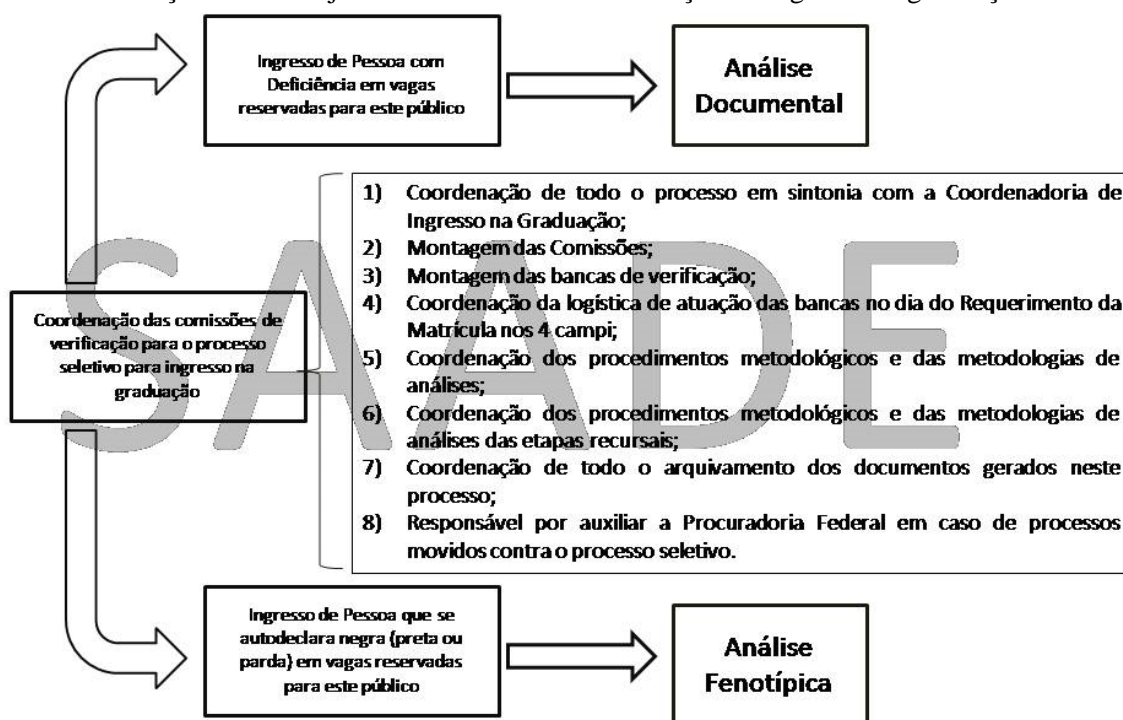 Ingresso de Pessoa com
Deficiência em vagas
reservadas para este público
Análise
Documental
Coordenação das comissões de
verificação para o processo
seletivo para ingresso na
graduação
1) Coordenação de todo o processo em sintonia com a Coordenadoria de
Ingresso na Graduação;
2) Montagem das Comissões;
3) Montagem das bancas de verificação;
4) Coordenação da logística de atuação das bancas no dia do Requerimento da
Matrícula nos 4 campi;
5) Coordenação dos procedimentos metodológicos e das metodologias de
análises;
6) Coordenação dos procedimentos metodológicos e das metodologias de
análises das etapas recursais;
7) Coordenação de todo o arquivamento dos documentos gerados neste
processo;
8) Responsável por auxiliar a Procuradoria Federal em caso de processos
movidos contra o processo seletivo.
SAADE
Ingresso de Pessoa que se
autodeclara negra (preta ou
parda) em vagas reservadas
para este público
Análise
Fenotípica